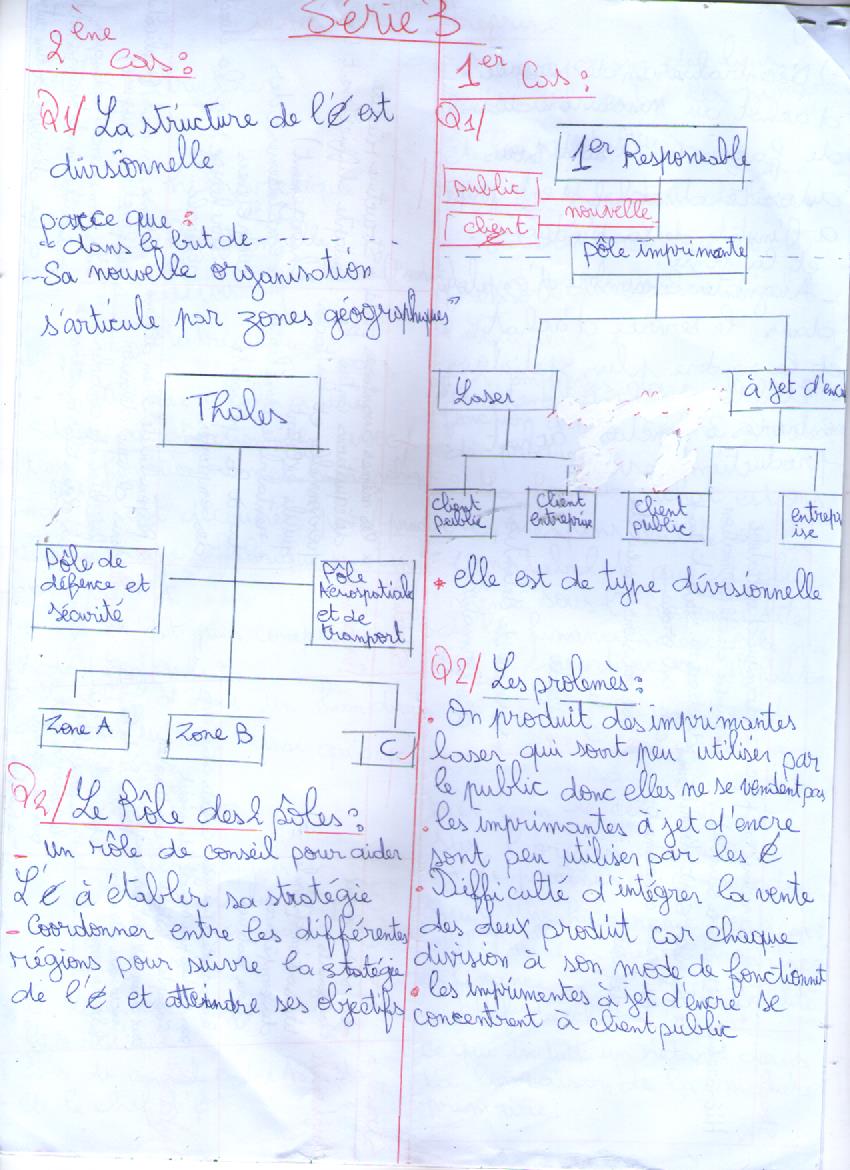 Série 3
2ène
Cas:
Q1/ La structure de l'É est
divisionnelle
parce que :
- dans le but de - - - - - -
- Sa nouvelle organisation
s'articule par zones géographiques"
Thales
Pôle de
défence et
sécurité
Pôle
Aérospatiale
et de
transport
Zone A
Zone B
C
Q2/ Le Rôle des 2 pôles :
- un rôle de conseil pour aider
L'É à établer sa stratégie
- Coordonner entre les différentes
régions pour suivre la statégie
de l'É et atteindre ses objectifs
1er Cas :
Q1/
1er Responsable
public
nouvelle
client
pôle imprimante
Laser
à jet d'encre
Client
public
Client
entreprise
Client
public
entrepr
ise
* elle est de type divisionnelle
Q2/ Les prolemès :
. On produit des imprimantes
laser qui sont peu utiliser par
le public donc elles ne se vendent pas
. les imprimantes à jet d'encre
sont peu utiliser par les É
. Difficulté d'intégrer la vente
des deux produit car chaque
division à son mode de fonctionnt
. les Imprimentes à jet d'encre se
concentrent à client public